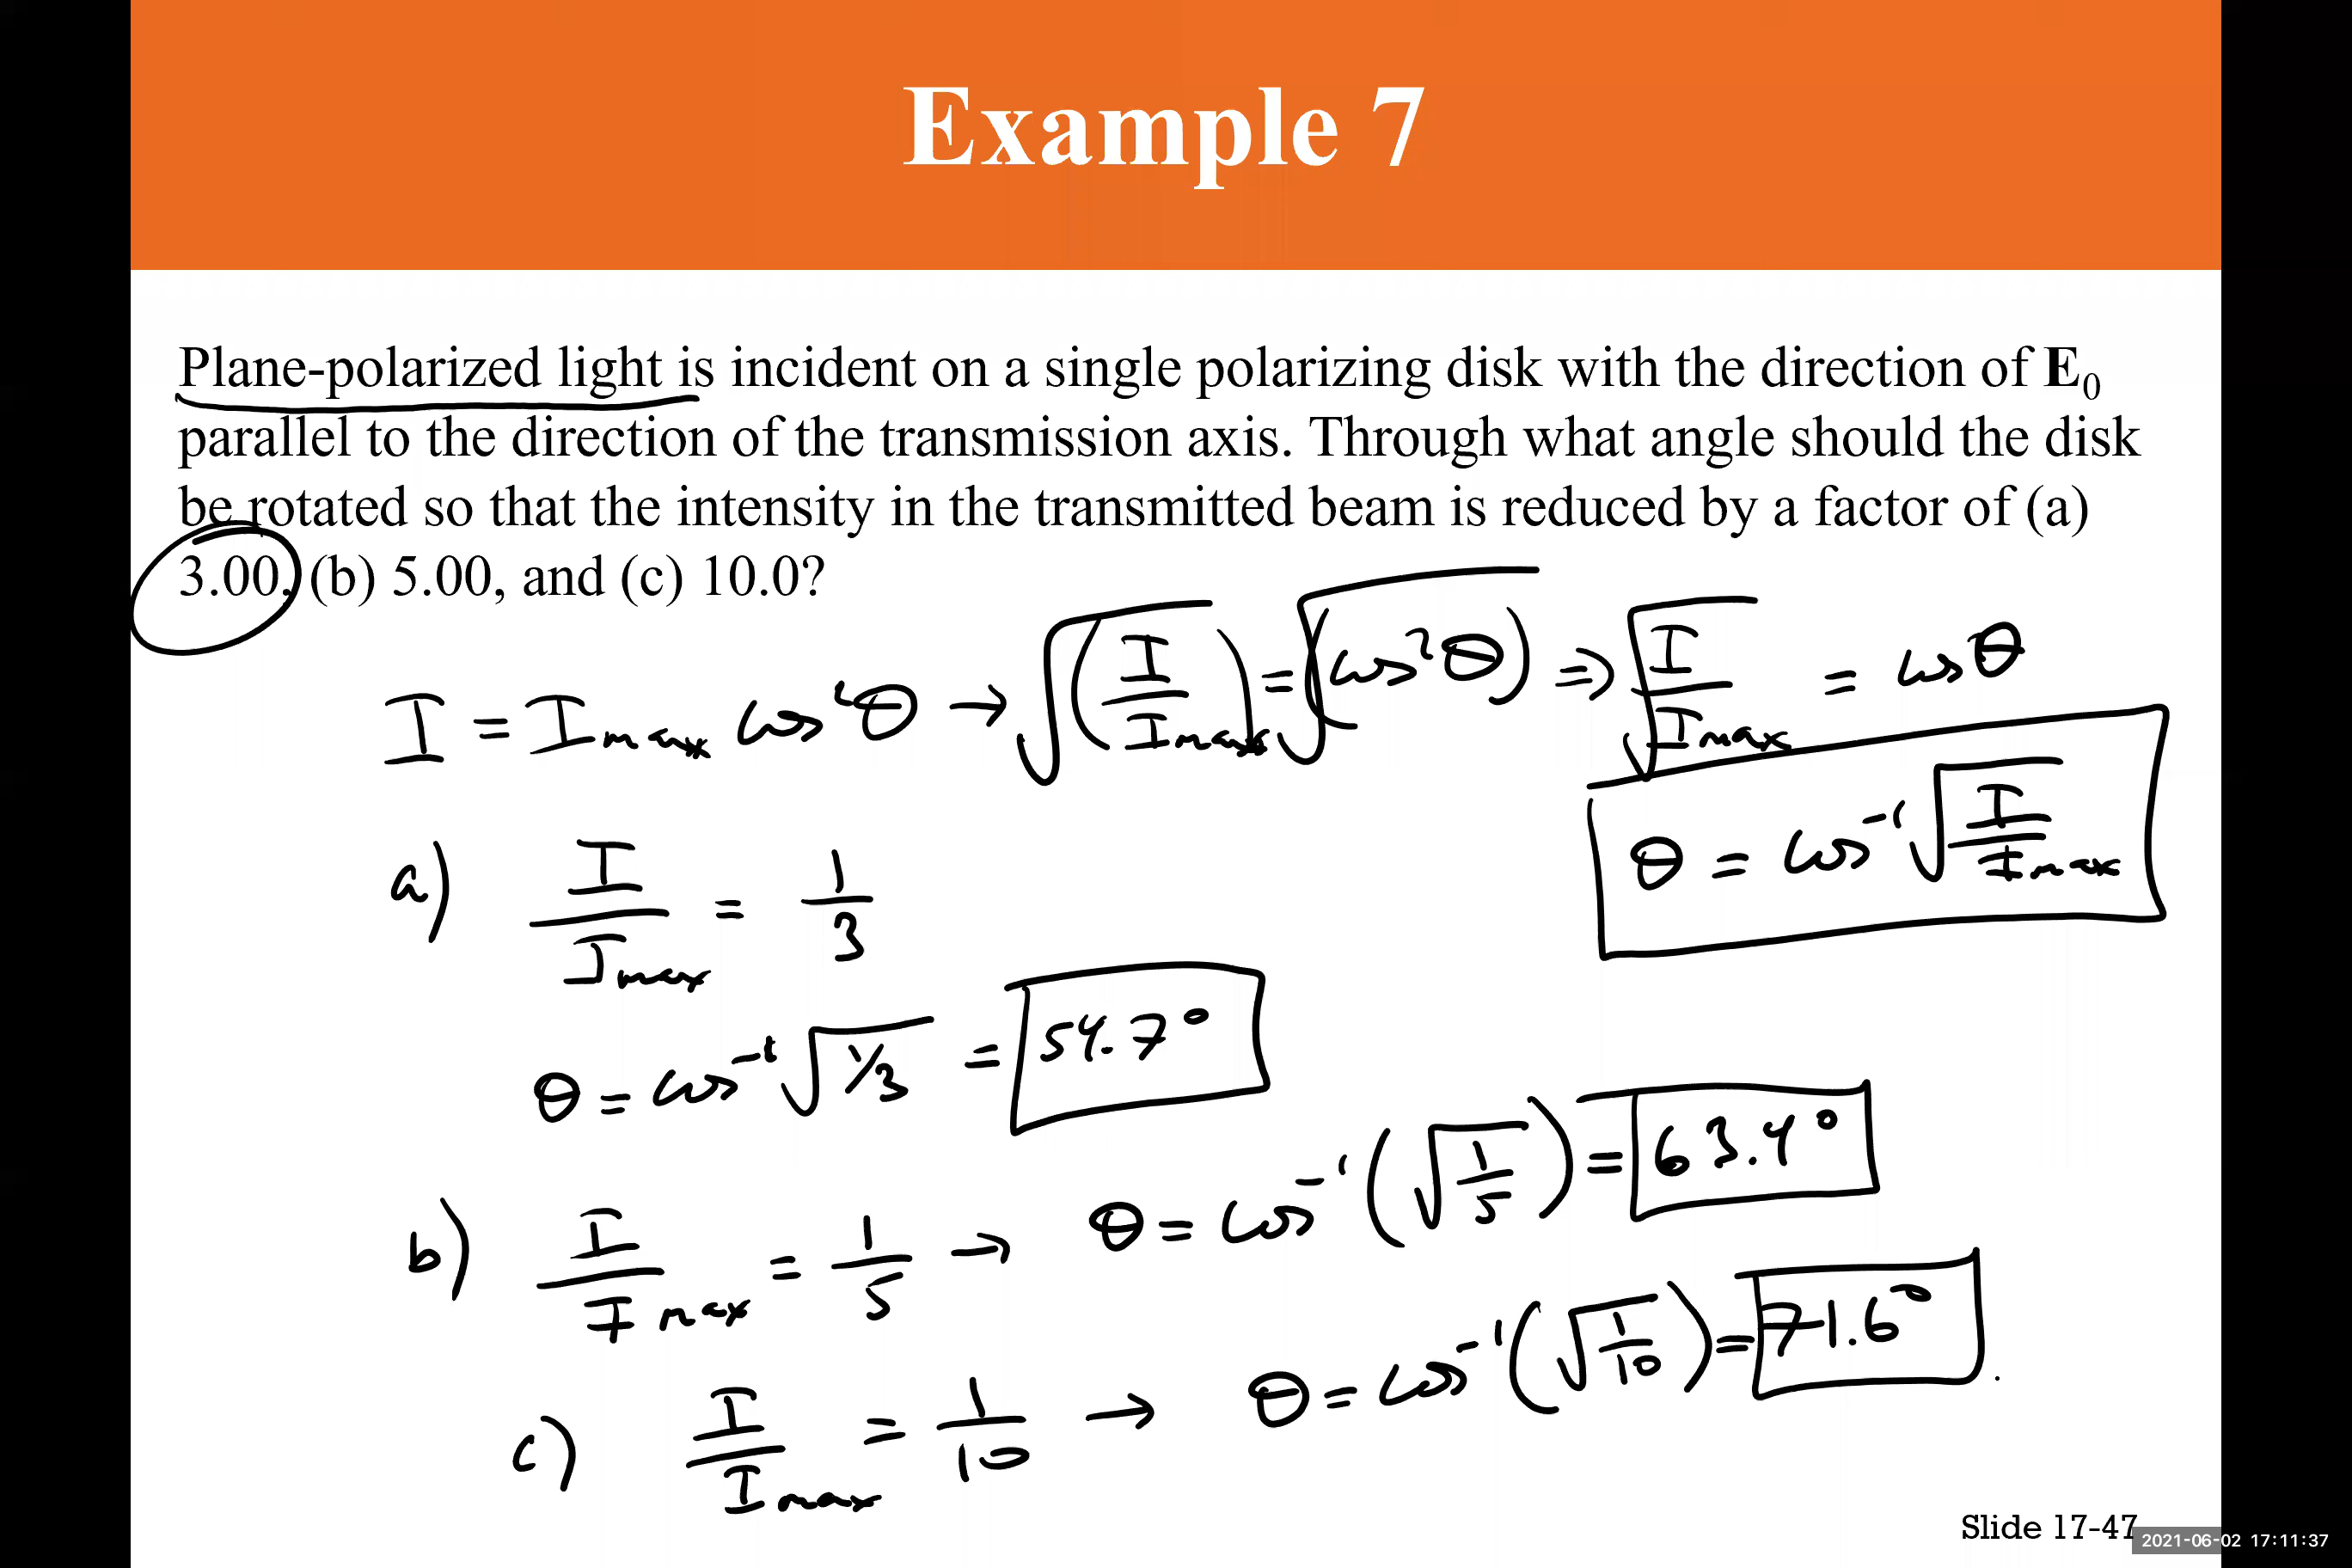 Example 7
Plane-polarized light is incident on a single polarizing disk with the direction of E₀
parallel to the direction of the transmission axis. Through what angle should the disk
be rotated so that the intensity in the transmitted beam is reduced by a factor of (a)
3.00, (b) 5.00, and (c) 10.0?
I = Imax cos²θ → √(I/Imax) = √(cos²θ) ⇒ √(I/Imax) = cosθ
θ = cos⁻¹ √(I/Imax)
a) I/Imax = 1/3
θ = cos⁻¹ √(1/3) = 54.7°
b) I/Imax = 1/5 → θ = cos⁻¹(√(1/5)) = 63.4°
c) I/Imax = 1/10 → θ = cos⁻¹(√(1/10)) = 71.6°
Slide 17-47
2021-06-02 17:11:37